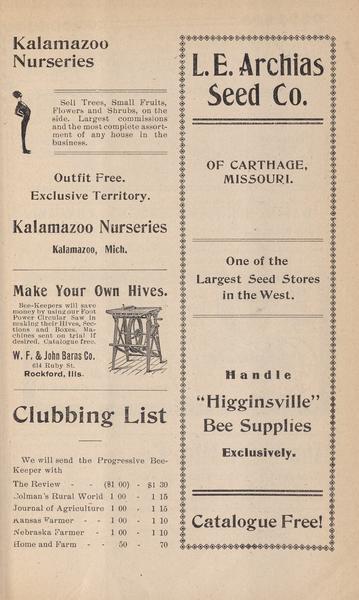 Kalamazoo
Nurseries
Sell Trees, Small Fruits,
Flowers and Shrubs, on the
side. Largest commissions
and the most complete assort-
ment of any house in the
business.
Outfit Free.
Exclusive Territory.
Kalamazoo Nurseries
Kalamazoo, Mich.
Make Your Own Hives.
Bee-Keepers will save
money by using our Foot
Power Circular Saw in
making their Hives, Sec-
tions and Boxes. Ma-
chines sent on trial if
desired. Catalogue free.
W. F. & John Barns Co.
614 Ruby St.
Rockford, Ills.
Clubbing List
We will send the Progressive Bee-
Keeper with
The Review - - ($1 00) - $1 30
Colman's Rural World 1 00 - 1 15
Journal of Agriculture 1 00 - 1 15
Kansas Farmer - - 1 00 - 1 10
Nebraska Farmer - 1 00 - 1 10
Home and Farm - - 50 - 70
L. E. Archias
Seed Co.
OF CARTHAGE,
MISSOURI.
One of the
Largest Seed Stores
in the West.
Handle
"Higginsville"
Bee Supplies
Exclusively.
Catalogue Free!